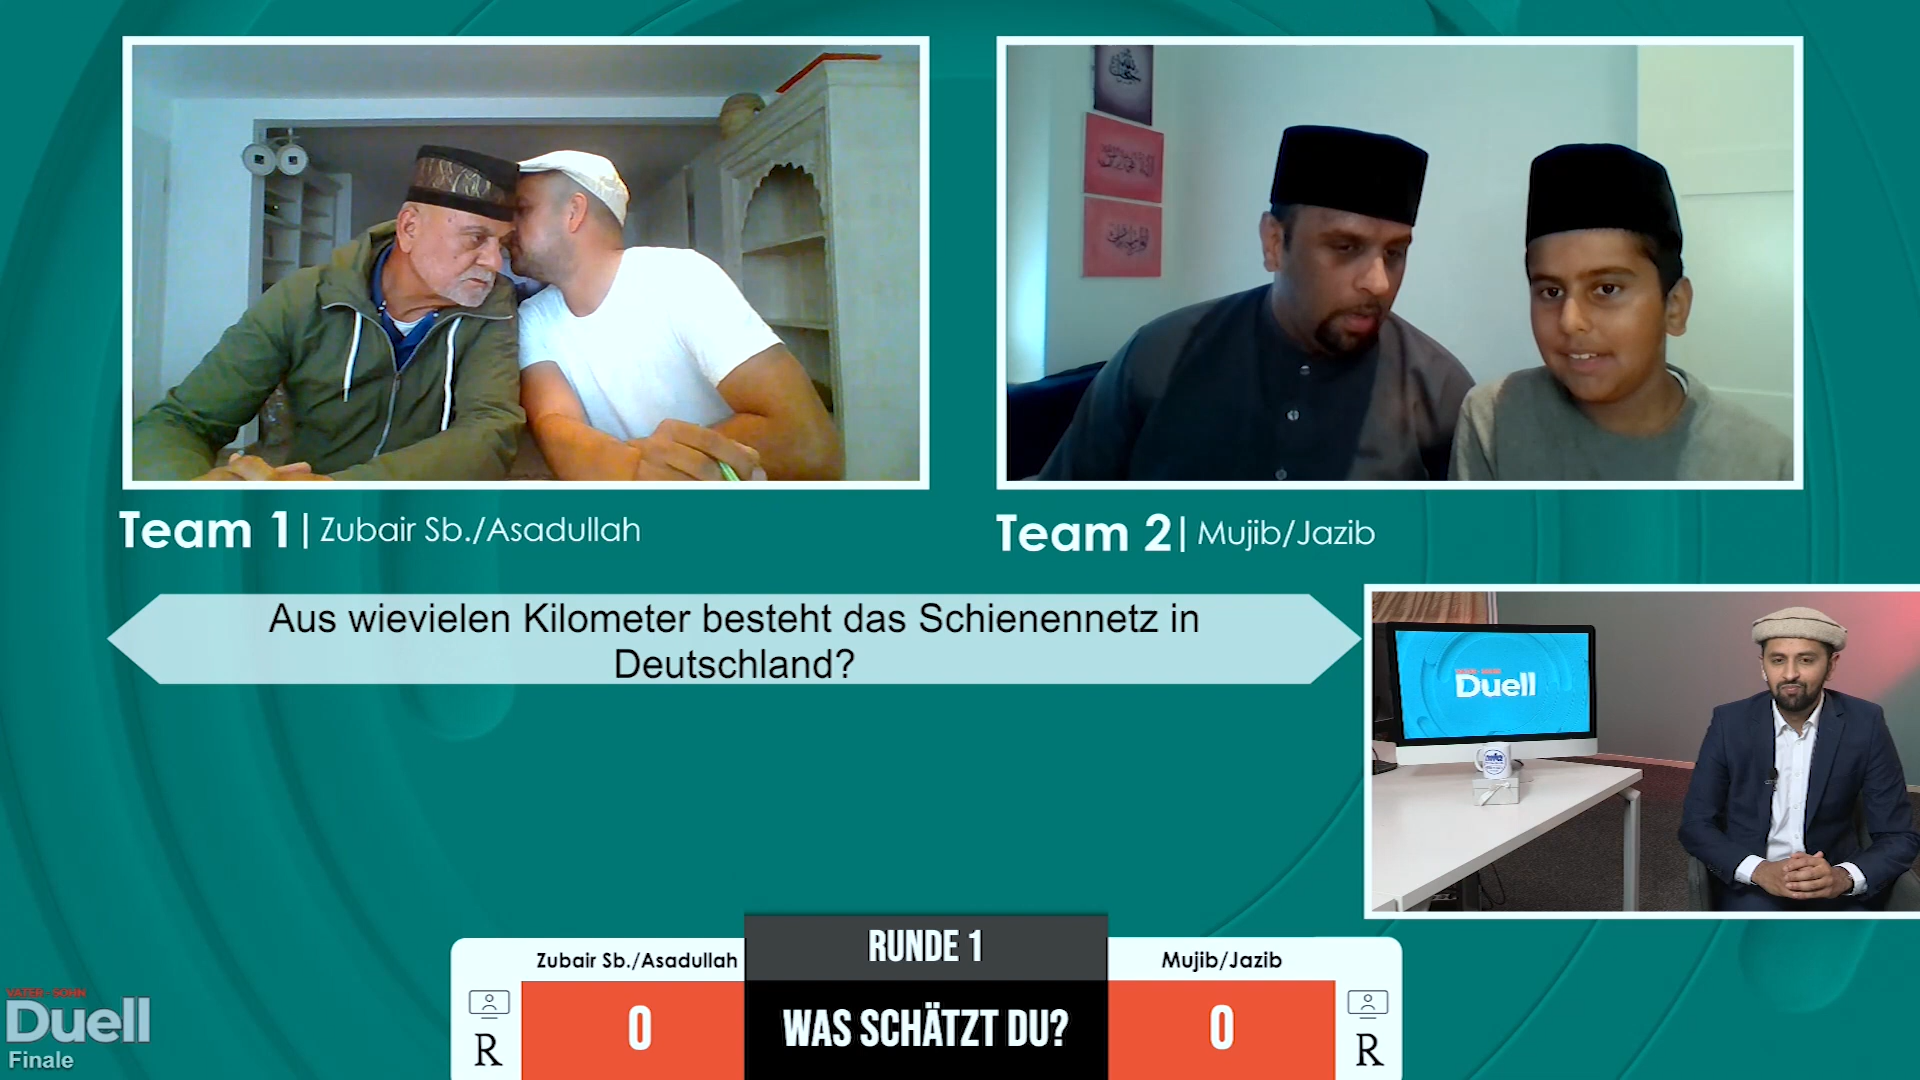 Team 1 | Zubair Sb./Asadullah
Team 2 | Mujib/Jazib
Aus wievielen Kilometer besteht das Schienennetz in
Deutschland?
Duell
Zubair Sb./Asadullah
RUNDE 1
Mujib/Jazib
0
WAS SCHÄTZT DU?
0
R
R
VATER - SOHN
Duell
Finale